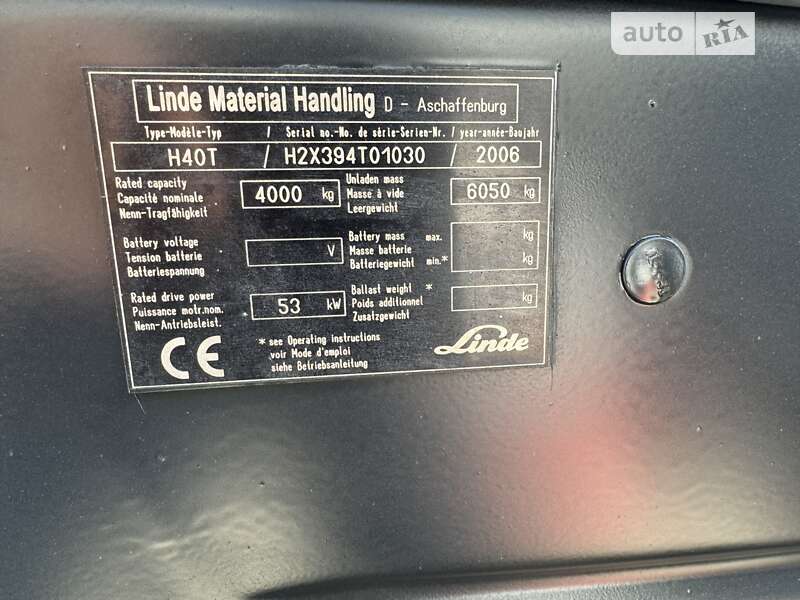 auto RIA
Linde Material Handling D - Aschaffenburg
Type-Modèle-Typ / Serial no.-No. de série-Serien-Nr. / year-année-Baujahr
H40T / H2X394T01030 / 2006
Rated capacity
Capacité nominale
Nenn-Tragfähigkeit
4000 kg
Unladen mass
Masse à vide
Leergewicht
6050 kg
Battery voltage
Tension batterie
Batteriespannung
V
Battery mass max.
Masse batterie
Batteriegewicht min.*
kg
kg
Rated drive power
Puissance motr.nom.
Nenn-Antriebsleist.
53 kW
Ballast weight *
Poids additionnel
Zusatzgewicht
kg
CE
* see Operating instructions
voir Mode d'emploi
siehe Betriebsanleitung
Linde